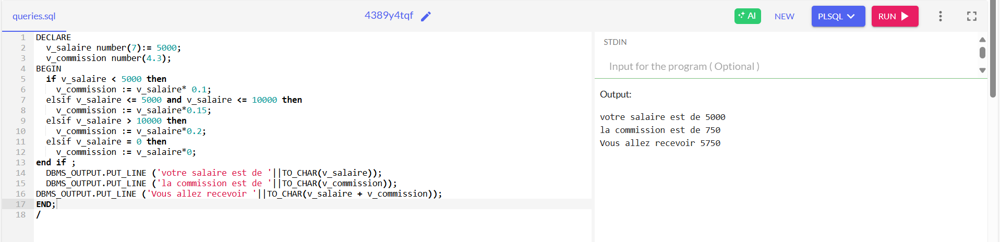 queries.sql 4389y4tqf AI NEW PLSQL RUN
1 DECLARE
2 v_salaire number(7):= 5000;
3 v_commission number(4.3);
4 BEGIN
5 if v_salaire < 5000 then
6 v_commission := v_salaire* 0.1;
7 elsif v_salaire <= 5000 and v_salaire <= 10000 then
8 v_commission := v_salaire*0.15;
9 elsif v_salaire > 10000 then
10 v_commission := v_salaire*0.2;
11 elsif v_salaire = 0 then
12 v_commission := v_salaire*0;
13 end if ;
14 DBMS_OUTPUT.PUT_LINE ('votre salaire est de '||TO_CHAR(v_salaire));
15 DBMS_OUTPUT.PUT_LINE ('la commission est de '||TO_CHAR(v_commission));
16 DBMS_OUTPUT.PUT_LINE ('Vous allez recevoir '||TO_CHAR(v_salaire + v_commission));
17 END;
18 /
STDIN
Input for the program ( Optional )
Output:
votre salaire est de 5000
la commission est de 750
Vous allez recevoir 5750